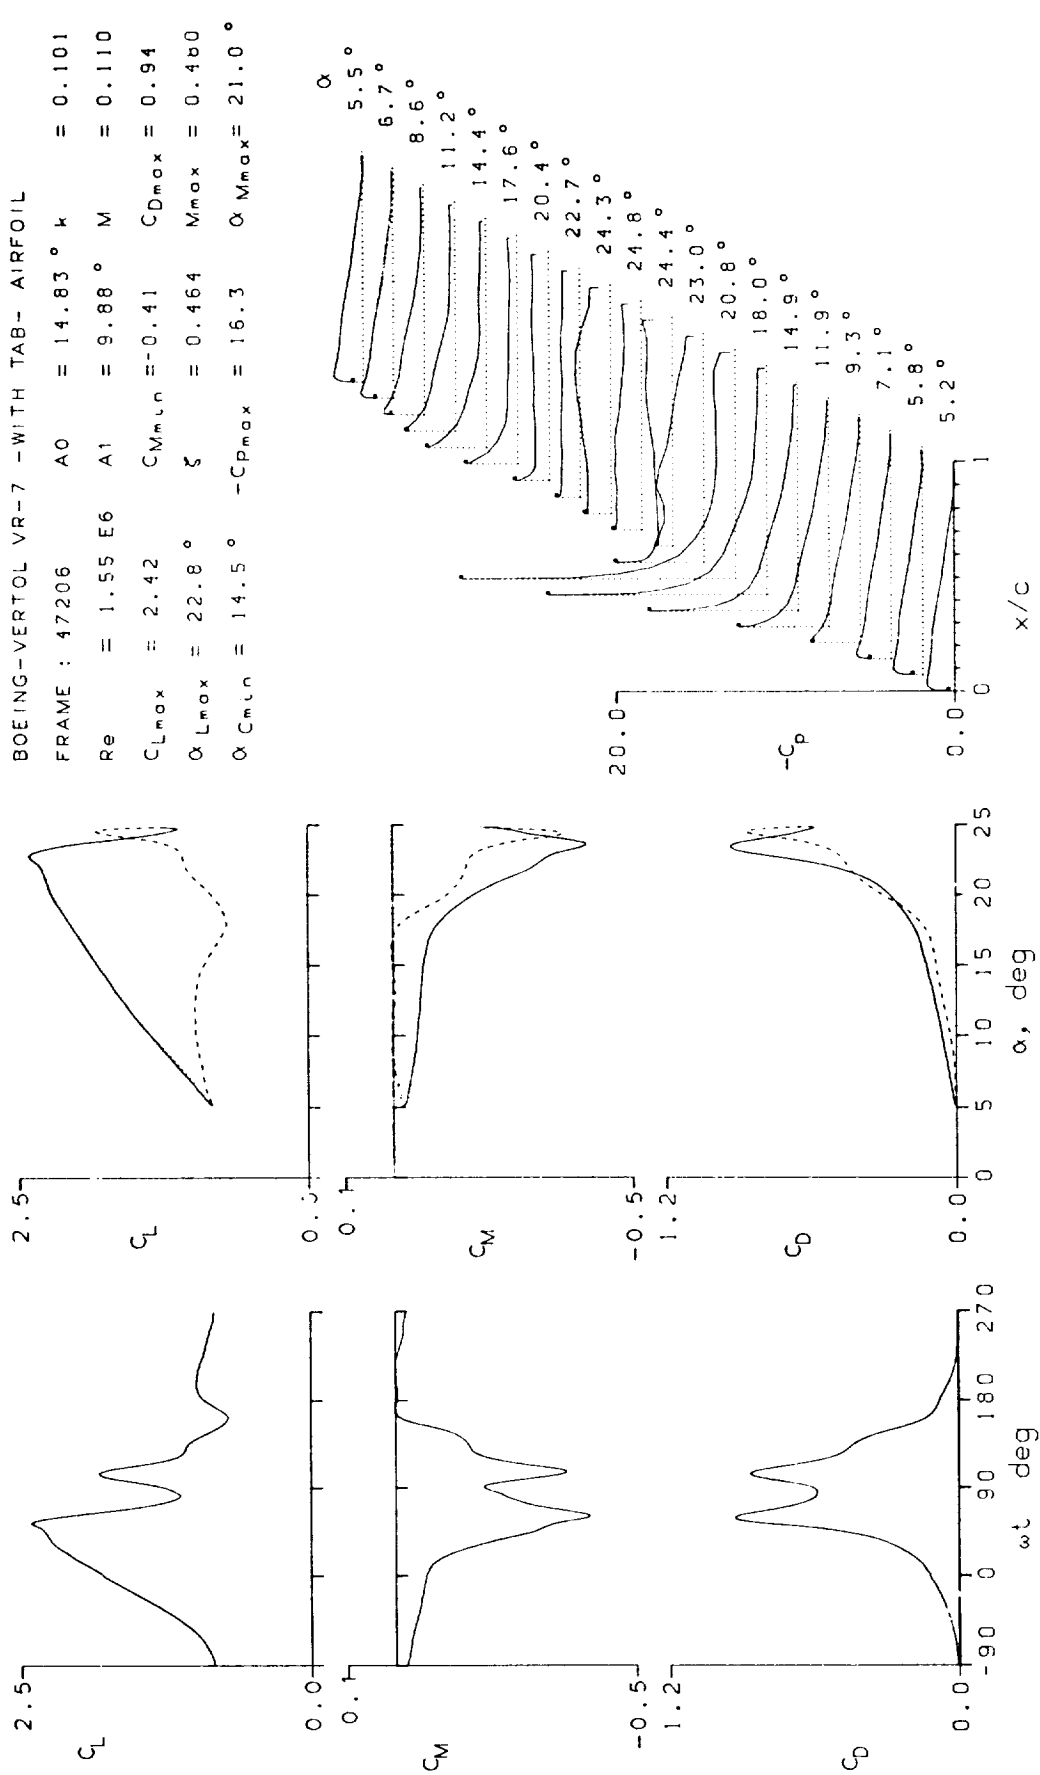 BOEING-VERTOL VR-7 -WITH TAB- AIRFOIL
FRAME : 47206 A0 = 14.83° k = 0.101
Re = 1.55 E6 A1 = 9.88° M = 0.110
CLmax = 2.42 CMmin =-0.41 CDmax = 0.94
αLmax = 22.8° ζ = 0.464 Mmax =
αCmin = 14.5° -CPmax = 16.3 αMmax= 21.0°
2.5
CL
0.0
0.1
CM
-0.5
1.2
CD
0.0
-90 0 90 180 270
ωt deg
2.5
CL
0.1
CM
-0.5
1.2
CD
0.0
0 5 10 15 20 25
α, deg
α
5.5°
6.7°
8.6°
11.2°
14.4°
17.6°
20.4°
22.7°
24.3°
24.8°
24.4°
23.0°
20.8°
18.0°
14.9°
11.9°
9.3°
7.1°
5.8°
5.2°
20.0
-Cp
0.0
0 1
x/c